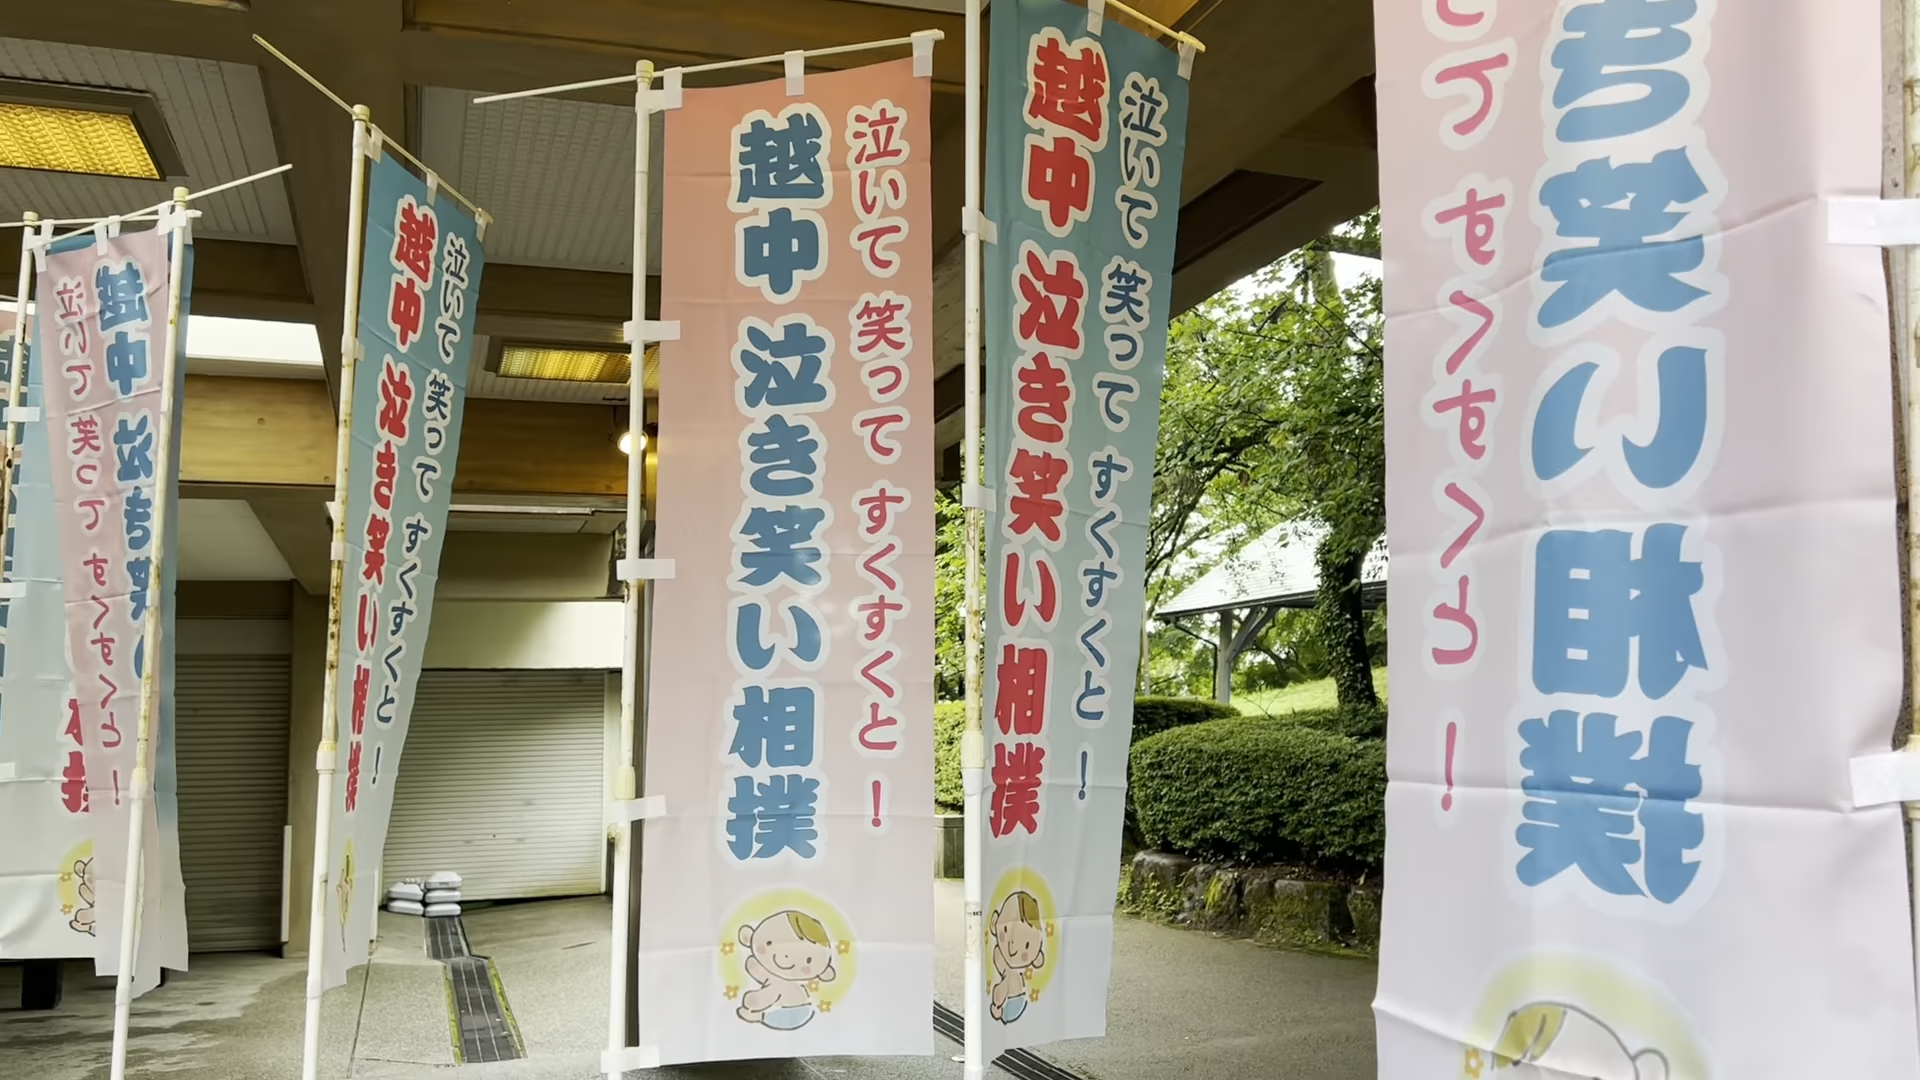 泣いて 笑って すくすくと!
越中 泣き笑い相撲
泣いて 笑って すくすくと!
越中 泣き笑い相撲
泣いて 笑って すくすくと!
越中 泣き笑い相撲
泣いて 笑って すくすくと!
越中 泣き笑い
って すくすくと!
き笑い相撲